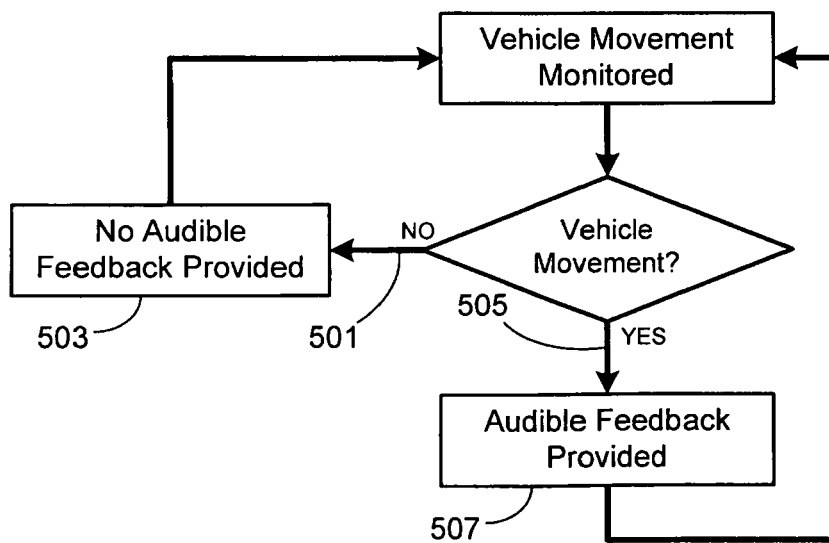 Vehicle Movement
Monitored
NO
No Audible
Feedback Provided
Vehicle
Movement?
503
501
505
YES
Audible Feedback
Provided
507